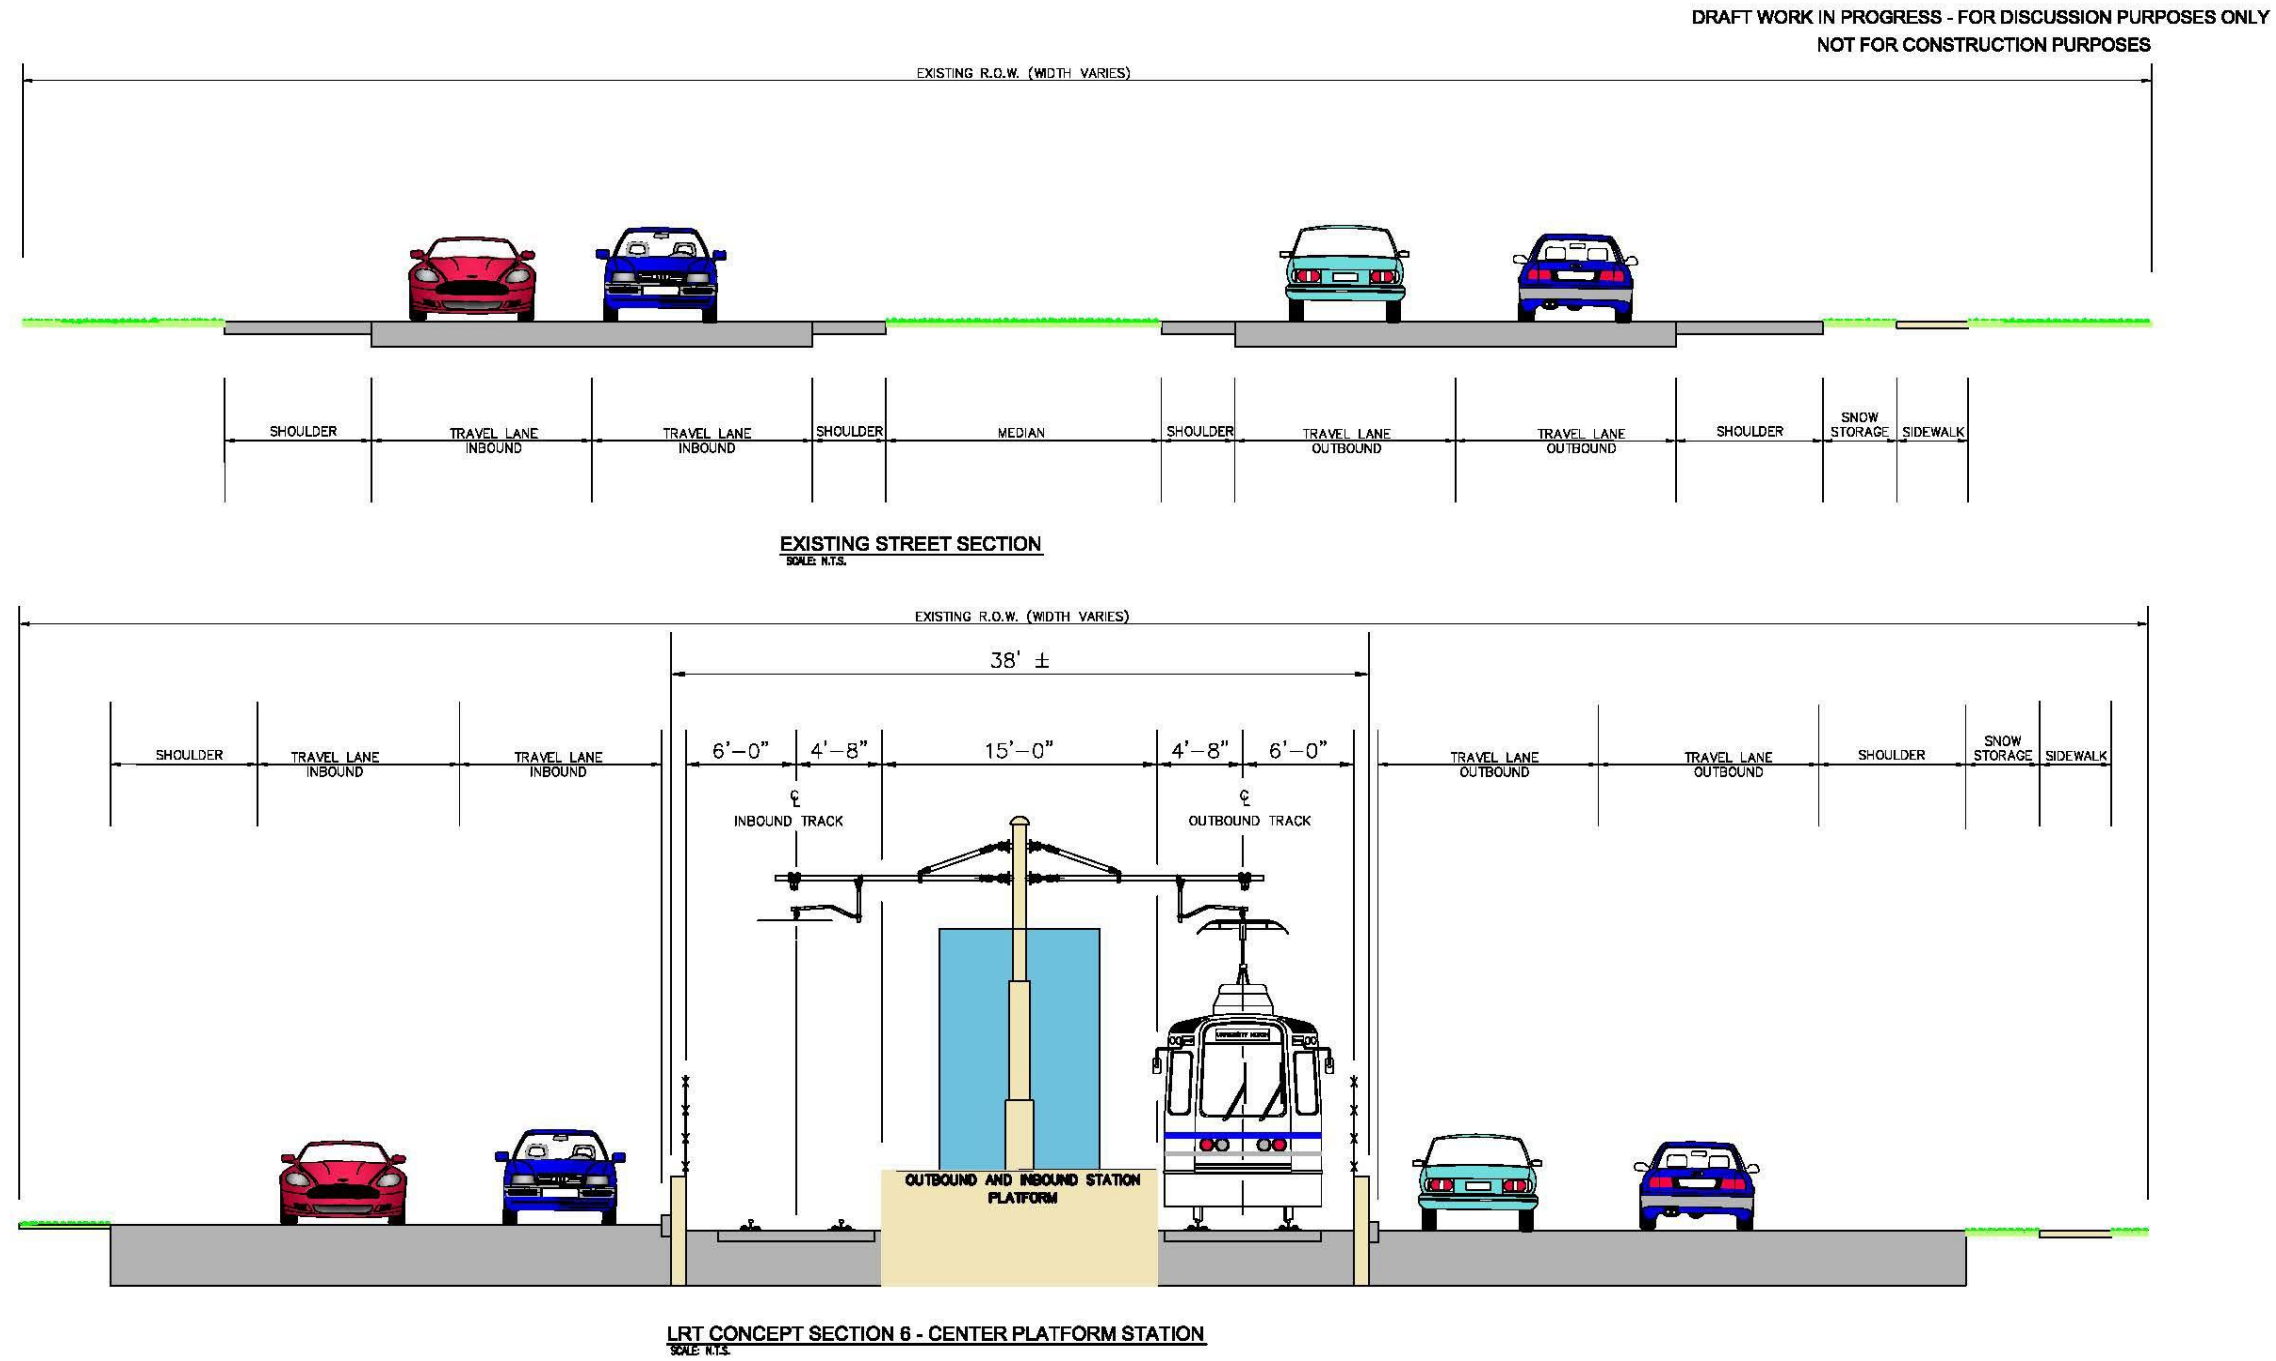 DRAFT WORK IN PROGRESS - FOR DISCUSSION PURPOSES ONLY
NOT FOR CONSTRUCTION PURPOSES
EXISTING R.O.W. (WIDTH VARIES)
SHOULDER
TRAVEL LANE
INBOUND
TRAVEL LANE
INBOUND
SHOULDER
MEDIAN
SHOULDER
TRAVEL LANE
OUTBOUND
TRAVEL LANE
OUTBOUND
SHOULDER
SNOW
STORAGE
SIDEWALK
EXISTING STREET SECTION
SCALE: N.T.S.
EXISTING R.O.W. (WIDTH VARIES)
38' ±
SHOULDER
TRAVEL LANE
INBOUND
TRAVEL LANE
INBOUND
6'-0"
4'-8"
15'-0"
4'-8"
6'-0"
TRAVEL LANE
OUTBOUND
TRAVEL LANE
OUTBOUND
SHOULDER
SNOW
STORAGE
SIDEWALK
℄
INBOUND TRACK
℄
OUTBOUND TRACK
OUTBOUND AND INBOUND STATION
PLATFORM
LRT CONCEPT SECTION 6 - CENTER PLATFORM STATION
SCALE: N.T.S.